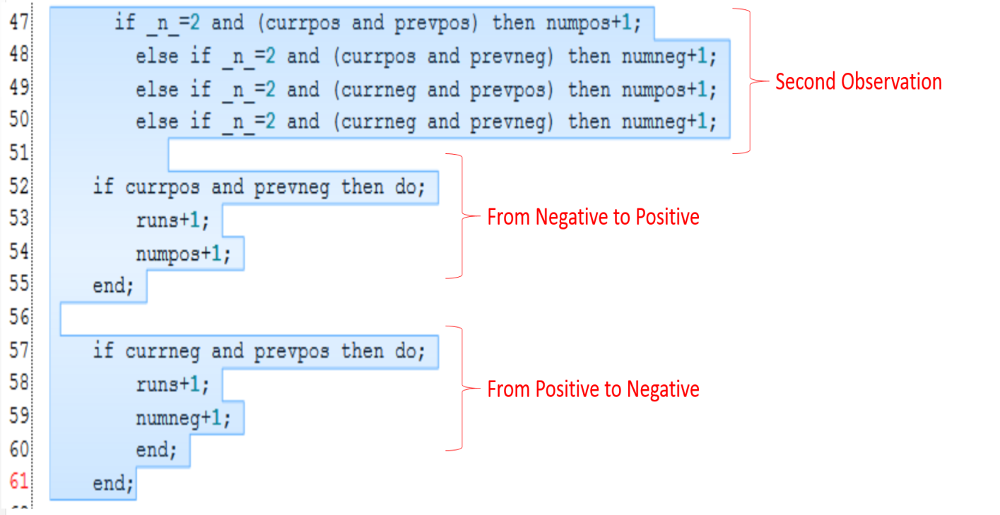 47 if _n_=2 and (currpos and prevpos) then numpos+1;
48 else if _n_=2 and (currpos and prevneg) then numneg+1;
49 else if _n_=2 and (currneg and prevpos) then numpos+1;
50 else if _n_=2 and (currneg and prevneg) then numneg+1;
Second Observation
51
52 if currpos and prevneg then do;
53 runs+1;
54 numpos+1;
55 end;
From Negative to Positive
56
57 if currneg and prevpos then do;
58 runs+1;
59 numneg+1;
60 end;
From Positive to Negative
61 end;